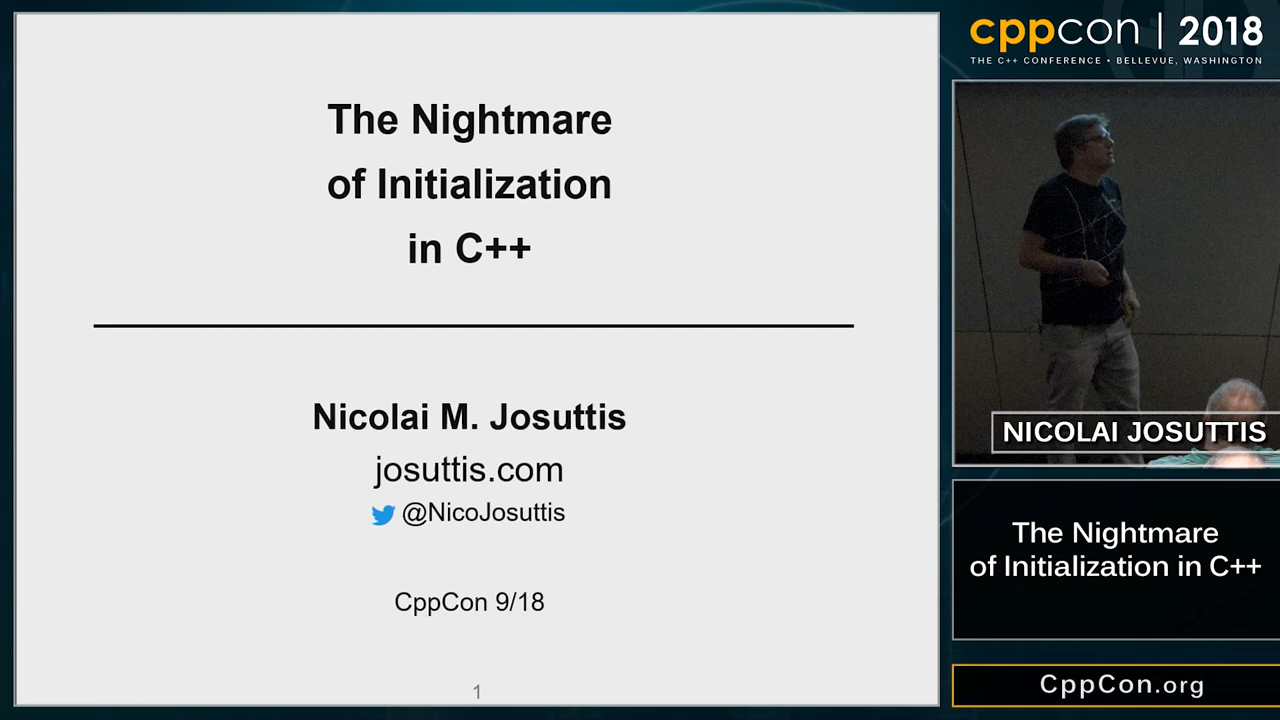 The Nightmare
of Initialization
in C++
Nicolai M. Josuttis
josuttis.com
@NicoJosuttis
CppCon 9/18
1
cppcon | 2018
THE C++ CONFERENCE • BELLEVUE, WASHINGTON
NICOLAI JOSUTTIS
The Nightmare
of Initialization in C++
CppCon.org